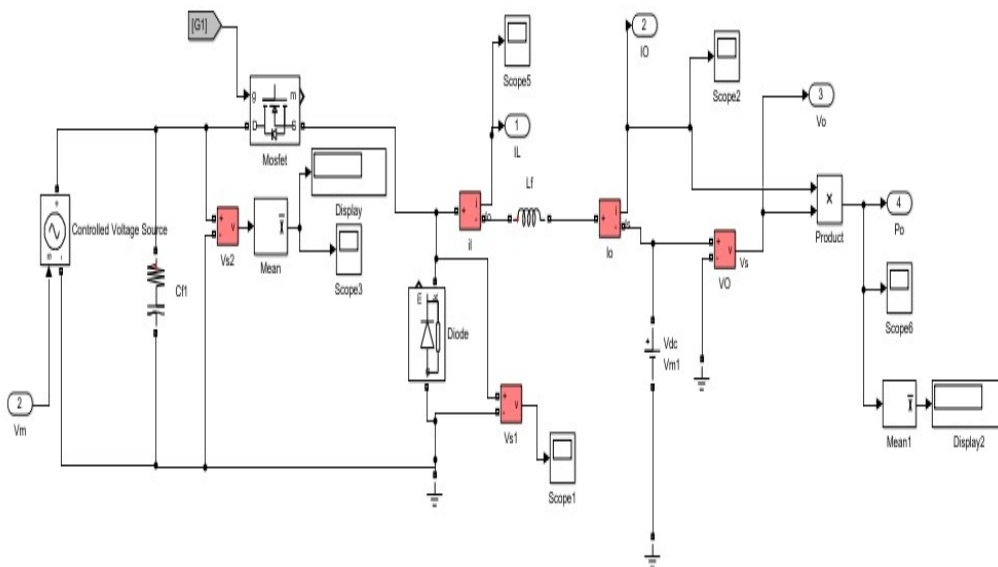 [G1]
2
IO
Scope5
Scope2
3
Vo
g
m
D
S
Mosfet
1
IL
Lf
Display
+
i
-
il
+
i
-
Io
+
v
-
Vs2
Mean
Scope3
Controlled Voltage Source
Cf1
×
Product
4
Po
+
v
-
VO
Vs
Scope6
Diode
+
Vdc
Vm1
2
Vm
+
v
-
Vs1
Scope1
Mean1
Display2